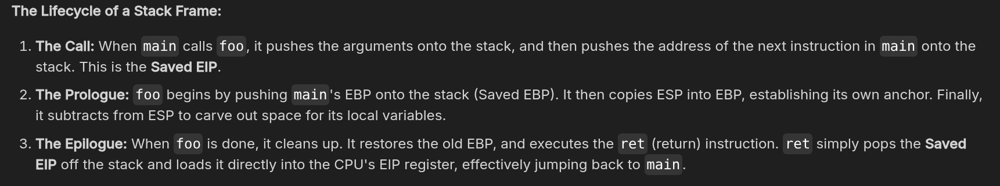 The Lifecycle of a Stack Frame:
1. The Call: When main calls foo, it pushes the arguments onto the stack, and then pushes the address of the next instruction in main onto the
stack. This is the Saved EIP.
2. The Prologue: foo begins by pushing main's EBP onto the stack (Saved EBP). It then copies ESP into EBP, establishing its own anchor. Finally,
it subtracts from ESP to carve out space for its local variables.
3. The Epilogue: When foo is done, it cleans up. It restores the old EBP, and executes the ret (return) instruction. ret simply pops the Saved
EIP off the stack and loads it directly into the CPU's EIP register, effectively jumping back to main.